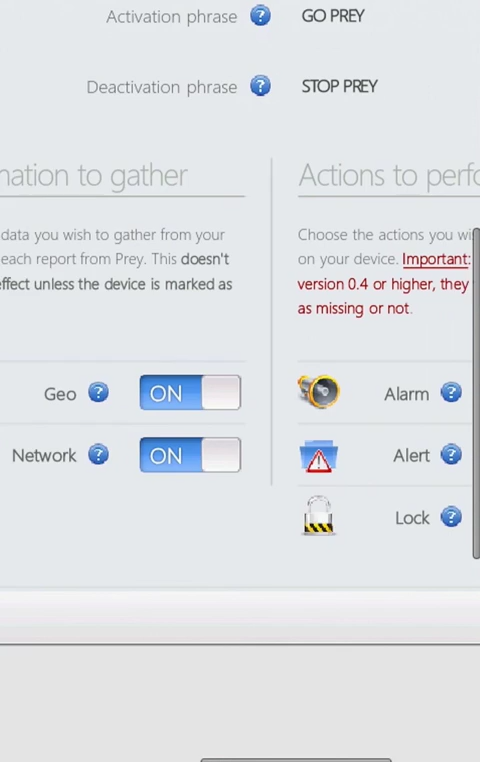 Activation phrase ? GO PREY
Deactivation phrase ? STOP PREY
mation to gather
data you wish to gather from your
each report from Prey. This doesn't
effect unless the device is marked as
Geo ? ON
Network ? ON
Actions to perfo
Choose the actions you wi
on your device. Important:
version 0.4 or higher, they
as missing or not.
Alarm ?
Alert ?
Lock ?